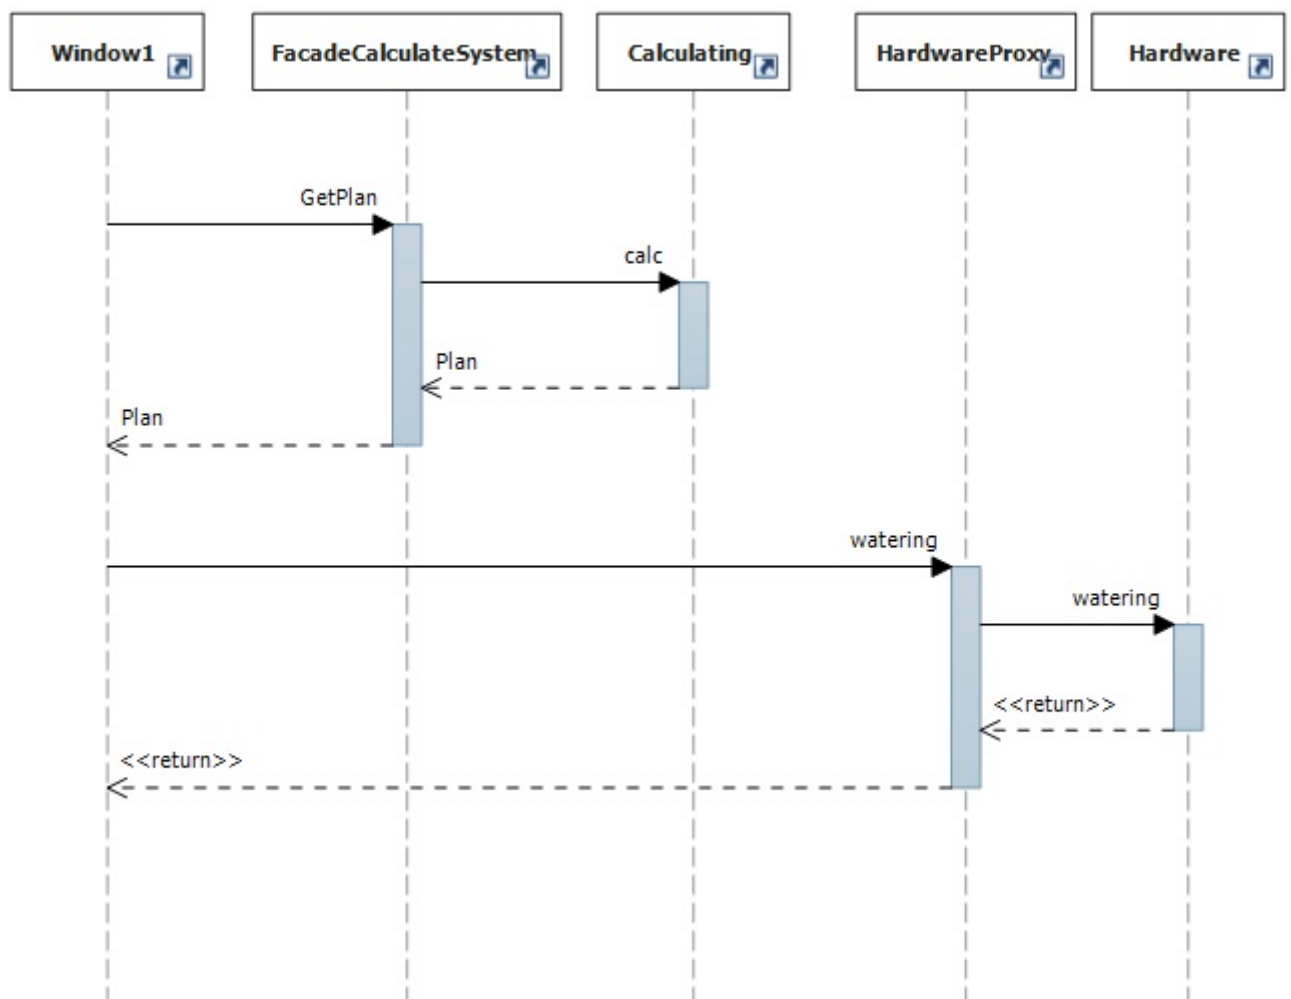 Window1
FacadeCalculateSystem
Calculating
HardwareProxy
Hardware
GetPlan
calc
Plan
Plan
watering
watering
<<return>>
<<return>>